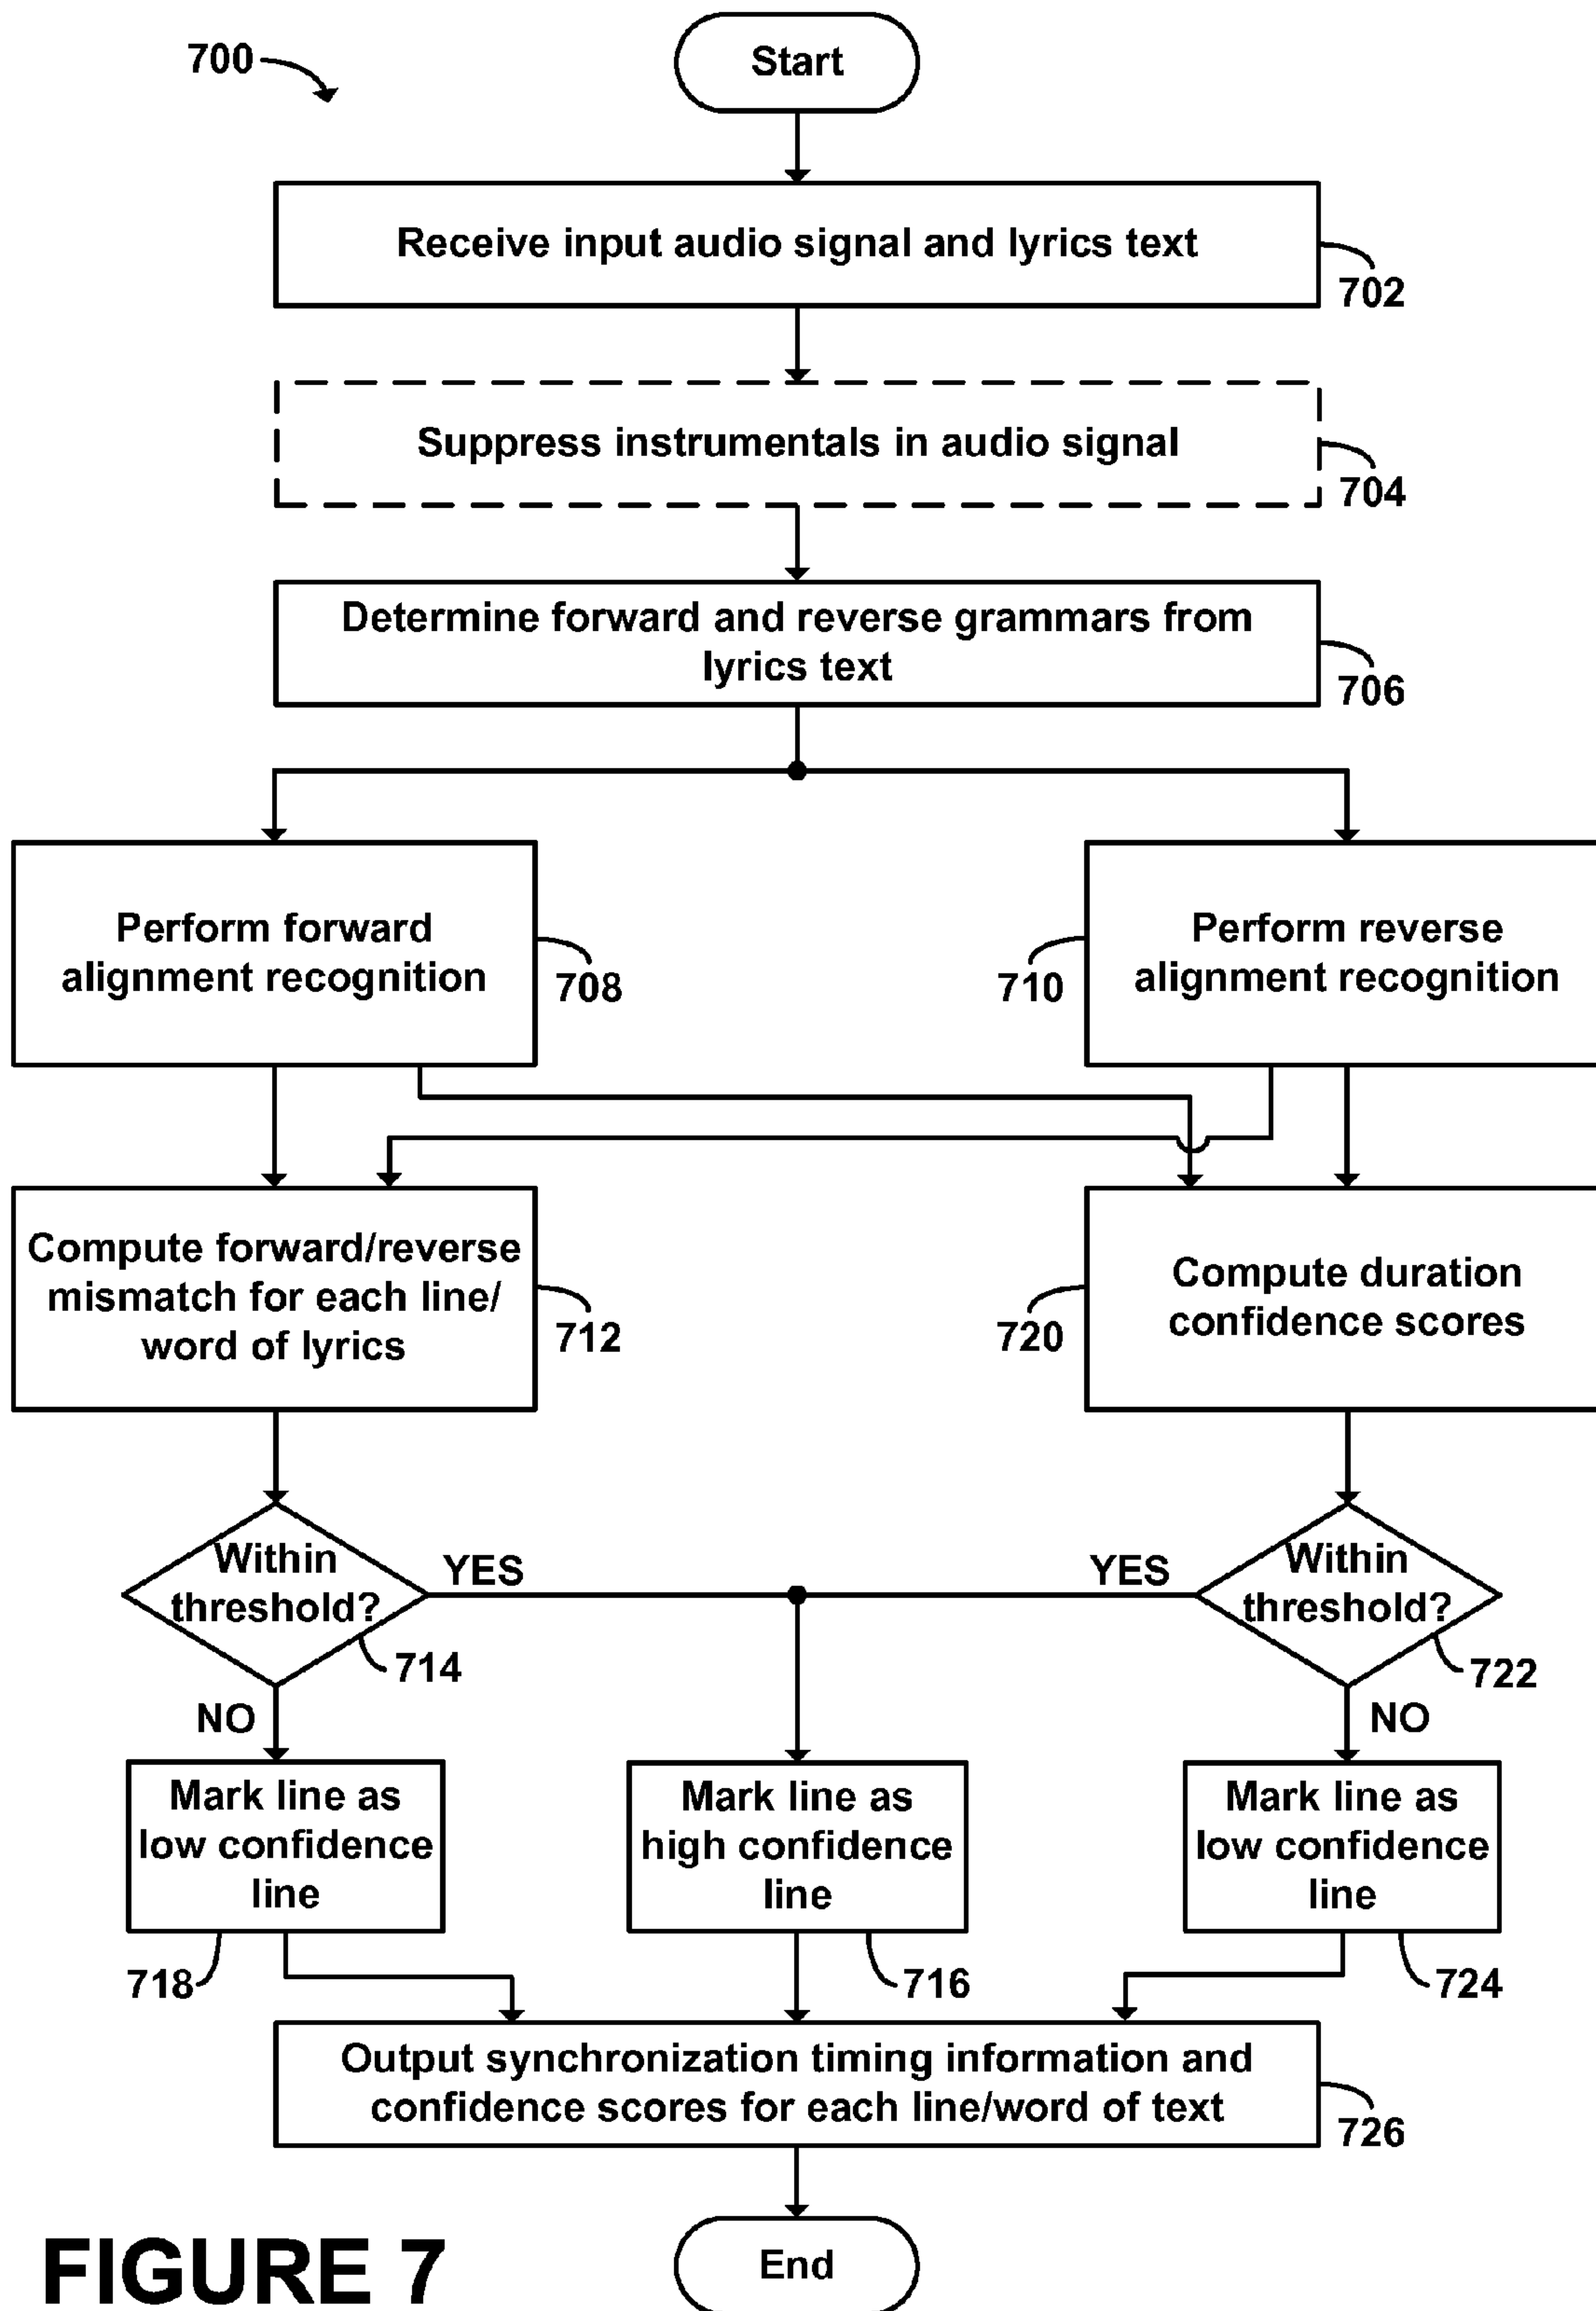 700
Start
Receive input audio signal and lyrics text
702
Suppress instrumentals in audio signal
704
Determine forward and reverse grammars from
lyrics text
706
Perform forward
alignment recognition
708
Perform reverse
alignment recognition
710
Compute forward/reverse
mismatch for each line/
word of lyrics
712
Compute duration
confidence scores
720
Within
threshold?
YES
714
NO
Within
threshold?
YES
722
NO
Mark line as
low confidence
line
718
Mark line as
high confidence
line
716
Mark line as
low confidence
line
724
Output synchronization timing information and
confidence scores for each line/word of text
726
End
FIGURE 7